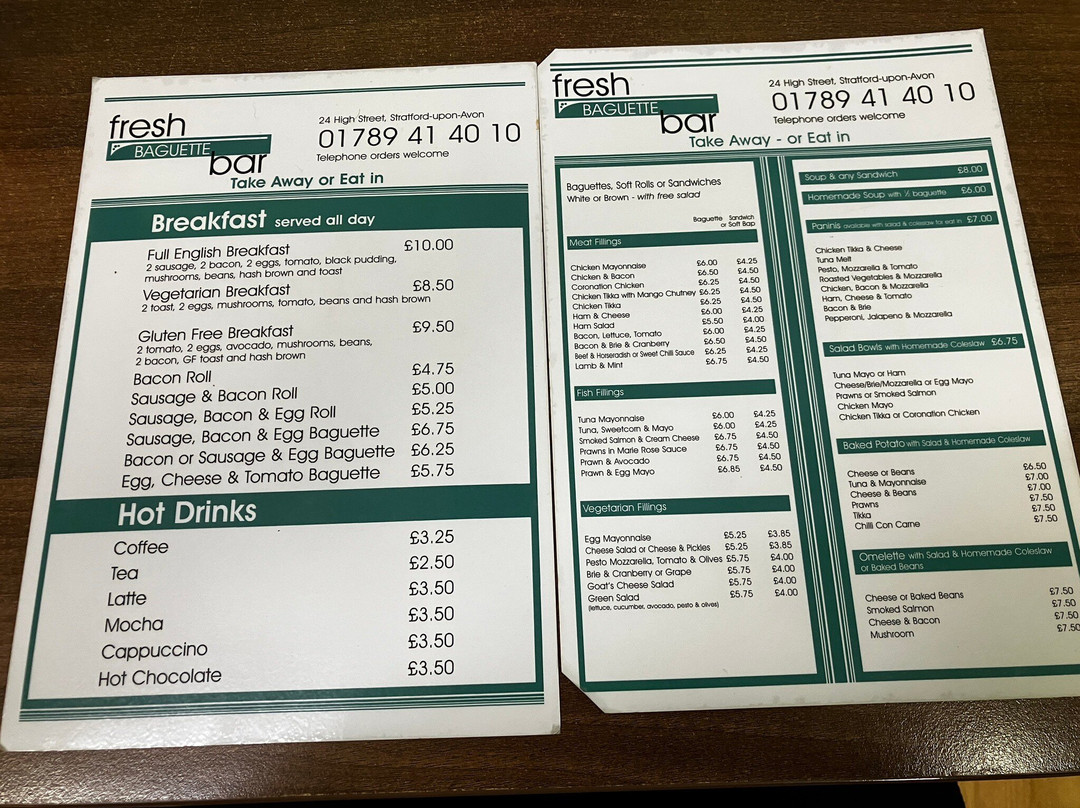 fresh
BAGUETTE
bar
24 High Street, Stratford-upon-Avon
01789 41 40 10
Telephone orders welcome
Take Away or Eat in
Breakfast served all day
Full English Breakfast £10.00
2 sausage, 2 bacon, 2 eggs, tomato, black pudding,
mushrooms, beans, hash brown and toast
Vegetarian Breakfast £8.50
2 toast, 2 eggs, mushrooms, tomato, beans and hash brown
Gluten Free Breakfast £9.50
2 tomato, 2 eggs, avocado, mushrooms, beans,
2 bacon, GF toast and hash brown
Bacon Roll £4.75
Sausage & Bacon Roll £5.00
Sausage, Bacon & Egg Roll £5.25
Sausage, Bacon & Egg Baguette £6.75
Bacon or Sausage & Egg Baguette £6.25
Egg, Cheese & Tomato Baguette £5.75
Hot Drinks
Coffee £3.25
Tea £2.50
Latte £3.50
Mocha £3.50
Cappuccino £3.50
Hot Chocolate £3.50
fresh
BAGUETTE
bar
24 High Street, Stratford-upon-Avon
01789 41 40 10
Telephone orders welcome
Take Away - or Eat in
Baguettes, Soft Rolls or Sandwiches
White or Brown - with free salad
Baguette Sandwich
or Soft Bap
Meat Fillings
Chicken Mayonnaise £6.00 £4.25
Chicken & Bacon £6.50 £4.50
Coronation Chicken £6.25 £4.50
Chicken Tikka with Mango Chutney £6.25 £4.50
Chicken Tikka £6.25 £4.50
Ham & Cheese £6.00 £4.25
Ham Salad £5.50 £4.00
Bacon, Lettuce, Tomato £6.00 £4.25
Bacon & Brie & Cranberry £6.50 £4.50
Beef & Horseradish or Sweet Chilli Sauce £6.25 £4.25
Lamb & Mint £6.75 £4.50
Fish Fillings
Tuna Mayonnaise £6.00 £4.25
Tuna, Sweetcorn & Mayo £6.00 £4.25
Smoked Salmon & Cream Cheese £6.75 £4.50
Prawns in Marie Rose Sauce £6.75 £4.50
Prawn & Avocado £6.75 £4.50
Prawn & Egg Mayo £6.85 £4.50
Vegetarian Fillings
Egg Mayonnaise £5.25 £3.85
Cheese Salad or Cheese & Pickles £5.25 £3.85
Pesto Mozzarella, Tomato & Olives £5.75 £4.00
Brie & Cranberry or Grape £5.75 £4.00
Goat's Cheese Salad £5.75 £4.00
Green Salad £5.75 £4.00
(lettuce, cucumber, avocado, pesto & olives)
Soup & any Sandwich £8.00
Homemade Soup with ½ baguette £6.00
Paninis available with salad & coleslaw for eat in £7.00
Chicken Tikka & Cheese
Tuna Melt
Pesto, Mozzarella & Tomato
Roasted Vegetables & Mozzarella
Chicken, Bacon & Mozzarella
Ham, Cheese & Tomato
Bacon & Brie
Pepperoni, Jalapeno & Mozzarella
Salad Bowls with Homemade Coleslaw £6.75
Tuna Mayo or Ham
Cheese/Brie/Mozzarella or Egg Mayo
Prawns or Smoked Salmon
Chicken Mayo
Chicken Tikka or Coronation Chicken
Baked Potato with Salad & Homemade Coleslaw
Cheese or Beans £6.50
Tuna & Mayonnaise £7.00
Cheese & Beans £7.00
Prawns £7.50
Tikka £7.50
Chilli Con Carne £7.50
Omelette with Salad & Homemade Coleslaw
or Baked Beans
Cheese or Baked Beans £7.50
Smoked Salmon £7.50
Cheese & Bacon £7.50
Mushroom £7.50